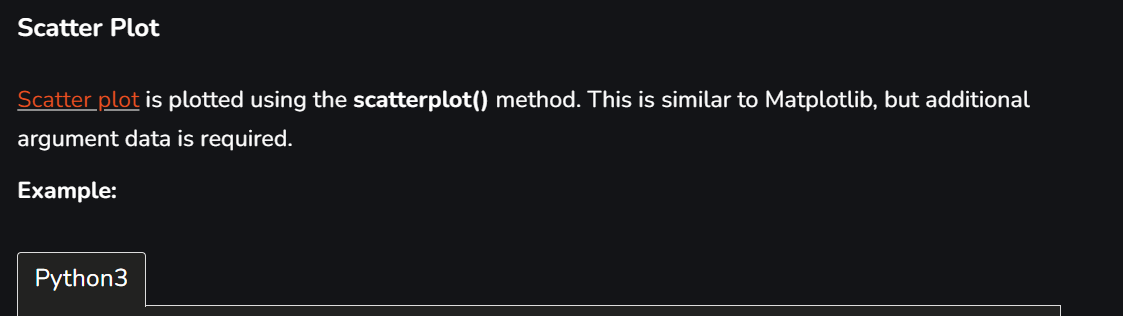 Scatter Plot
Scatter plot is plotted using the scatterplot() method. This is similar to Matplotlib, but additional
argument data is required.
Example:
Python3